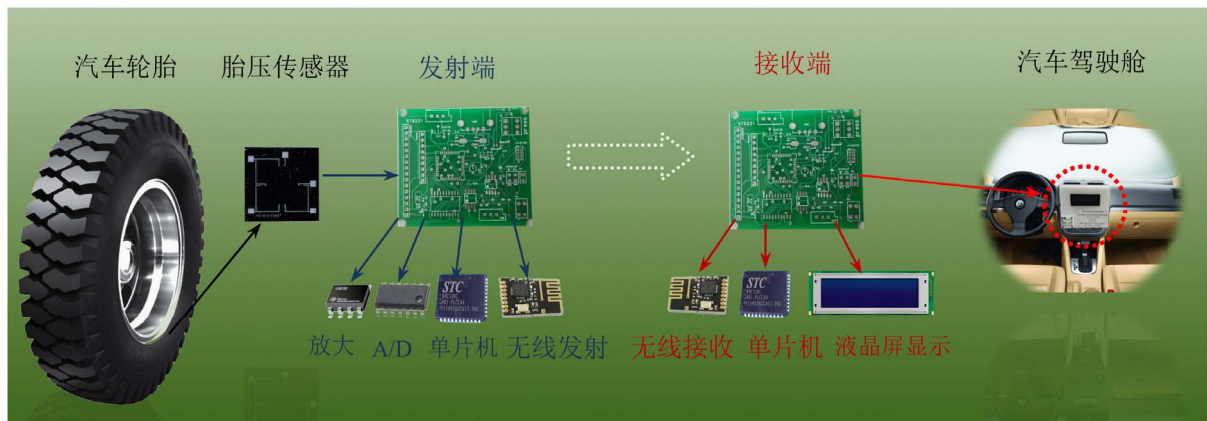 汽车轮胎
胎压传感器
发射端
接收端
汽车驾驶舱
STC
STC
放大
A/D
单片机
无线发射
无线接收
单片机
液晶屏显示